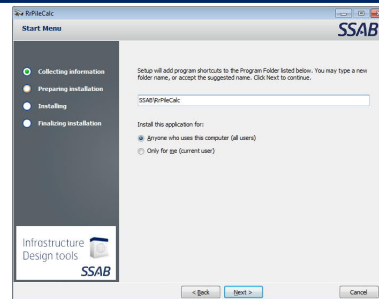 RrPileCalc
Start Menu
SSAB
Collecting information
Preparing installation
Installing
Finalizing installation
Setup will add program shortcuts to the Program Folder listed below. You may type a new
folder name, or accept the suggested name. Click Next to continue.
SSAB\RrPileCalc
Install this application for:
Anyone who uses this computer (all users)
Only for me (current user)
Infrastructure
Design tools
SSAB
< Back
Next >
Cancel